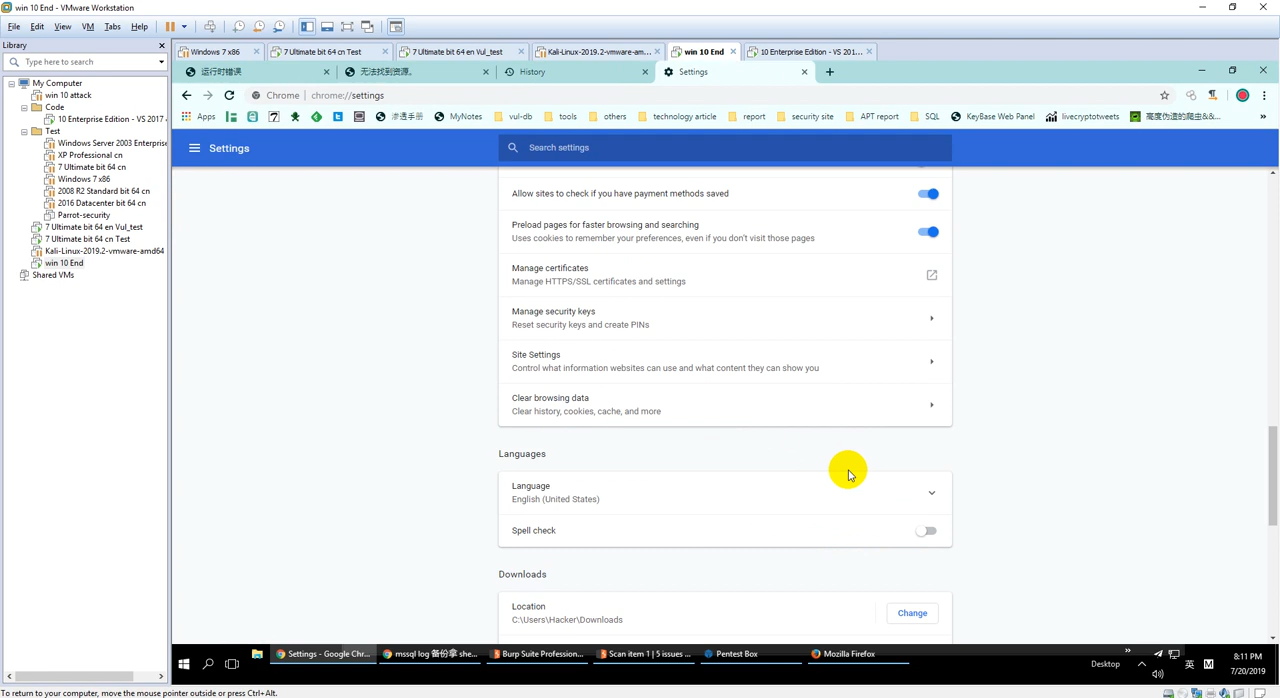 win 10 End - VMware Workstation
File Edit View VM Tabs Help
Library
Type here to search
My Computer
win 10 attack
Code
10 Enterprise Edition - VS 2017
Test
Windows Server 2003 Enterprise
XP Professional cn
7 Ultimate bit 64 cn
Windows 7 x86
2008 R2 Standard bit 64 cn
2016 Datacenter bit 64 cn
Parrot-security
7 Ultimate bit 64 en Vul_test
7 Ultimate bit 64 cn Test
Kali-Linux-2019.2-vmware-amd64
win 10 End
Shared VMs
Windows 7 x86 7 Ultimate bit 64 cn Test 7 Ultimate bit 64 en Vul_test Kali-Linux-2019.2-vmware-am... win 10 End 10 Enterprise Edition - VS 201...
运行时错误 无法找到资源。 History Settings
Chrome chrome://settings
Apps 渗透手册 MyNotes vul-db tools others technology article report security site APT report SQL KeyBase Web Panel livecryptotweets 高度伪造的爬虫&&... »
Settings
Search settings
Allow sites to check if you have payment methods saved
Preload pages for faster browsing and searching
Uses cookies to remember your preferences, even if you don't visit those pages
Manage certificates
Manage HTTPS/SSL certificates and settings
Manage security keys
Reset security keys and create PINs
Site Settings
Control what information websites can use and what content they can show you
Clear browsing data
Clear history, cookies, cache, and more
Languages
Language
English (United States)
Spell check
Downloads
Location
C:\Users\Hacker\Downloads
Change
Settings - Google Chr... mssql log 备份拿 she... Burp Suite Profession... Scan item 1 | 5 issues ... Pentest Box Mozilla Firefox
Desktop » 英 M
8:11 PM
7/20/2019
To return to your computer, move the mouse pointer outside or press Ctrl+Alt.